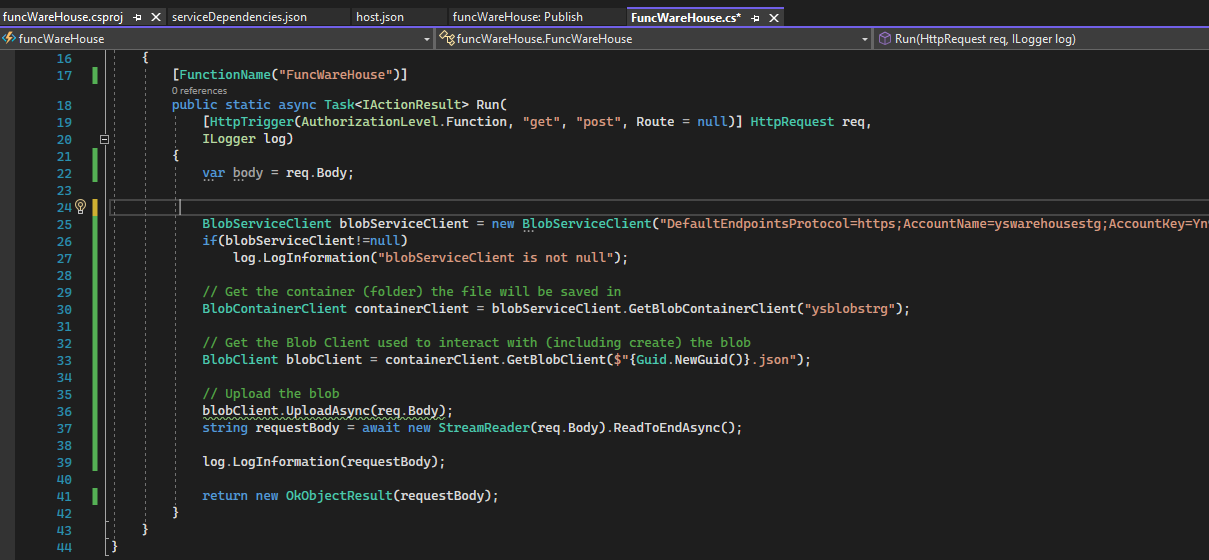 funcWareHouse.csproj serviceDependencies.json host.json funcWareHouse: Publish FuncWareHouse.cs*
funcWareHouse funcWareHouse.FuncWareHouse Run(HttpRequest req, ILogger log)
16 {
17 [FunctionName("FuncWareHouse")]
0 references
18 public static async Task<IActionResult> Run(
19 [HttpTrigger(AuthorizationLevel.Function, "get", "post", Route = null)] HttpRequest req,
20 ILogger log)
21 {
22 var body = req.Body;
23
24
25 BlobServiceClient blobServiceClient = new BlobServiceClient("DefaultEndpointsProtocol=https;AccountName=yswarehousestg;AccountKey=Yn
26 if(blobServiceClient!=null)
27 log.LogInformation("blobServiceClient is not null");
28
29 // Get the container (folder) the file will be saved in
30 BlobContainerClient containerClient = blobServiceClient.GetBlobContainerClient("ysblobstrg");
31
32 // Get the Blob Client used to interact with (including create) the blob
33 BlobClient blobClient = containerClient.GetBlobClient($"{Guid.NewGuid()}.json");
34
35 // Upload the blob
36 blobClient.UploadAsync(req.Body);
37 string requestBody = await new StreamReader(req.Body).ReadToEndAsync();
38
39 log.LogInformation(requestBody);
40
41 return new OkObjectResult(requestBody);
42 }
43 }
44 }